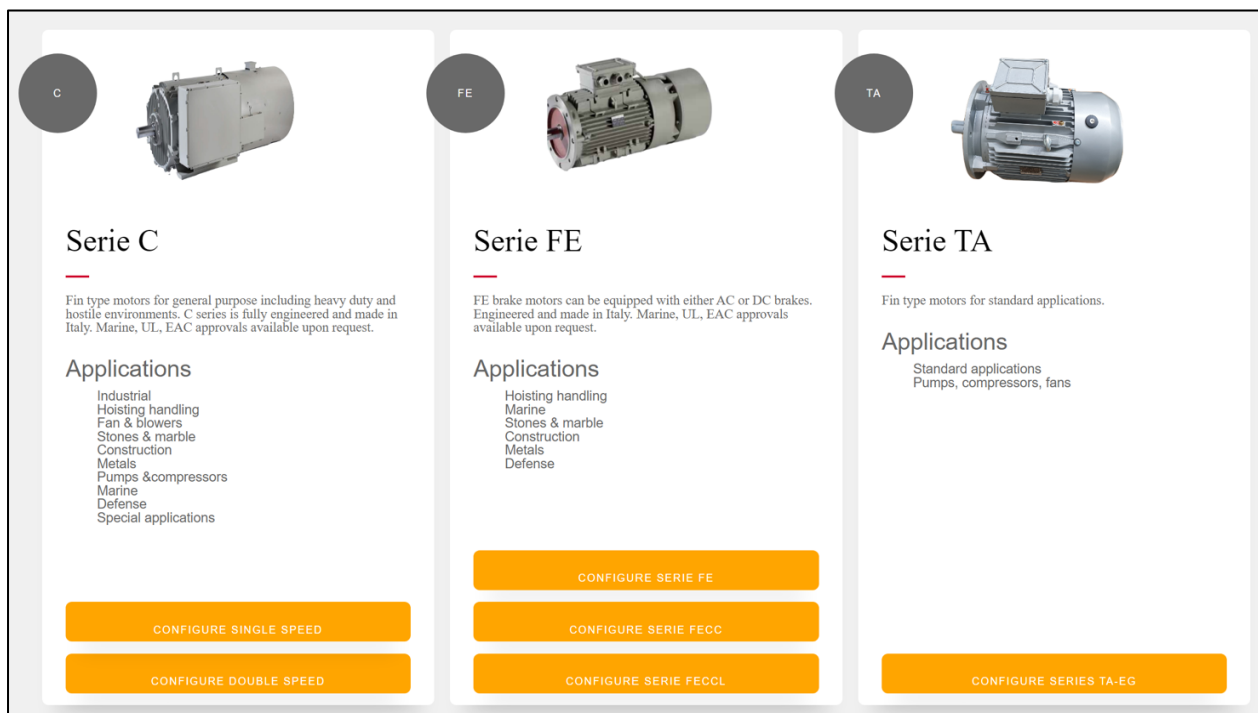 C
Serie C
Fin type motors for general purpose including heavy duty and
hostile environments. C series is fully engineered and made in
Italy. Marine, UL, EAC approvals available upon request.
Applications
Industrial
Hoisting handling
Fan & blowers
Stones & marble
Construction
Metals
Pumps &compressors
Marine
Defense
Special applications
CONFIGURE SINGLE SPEED
CONFIGURE DOUBLE SPEED
FE
Serie FE
FE brake motors can be equipped with either AC or DC brakes.
Engineered and made in Italy. Marine, UL, EAC approvals
available upon request.
Applications
Hoisting handling
Marine
Stones & marble
Construction
Metals
Defense
CONFIGURE SERIE FE
CONFIGURE SERIE FECC
CONFIGURE SERIE FECCL
TA
Serie TA
Fin type motors for standard applications.
Applications
Standard applications
Pumps, compressors, fans
CONFIGURE SERIES TA-EG